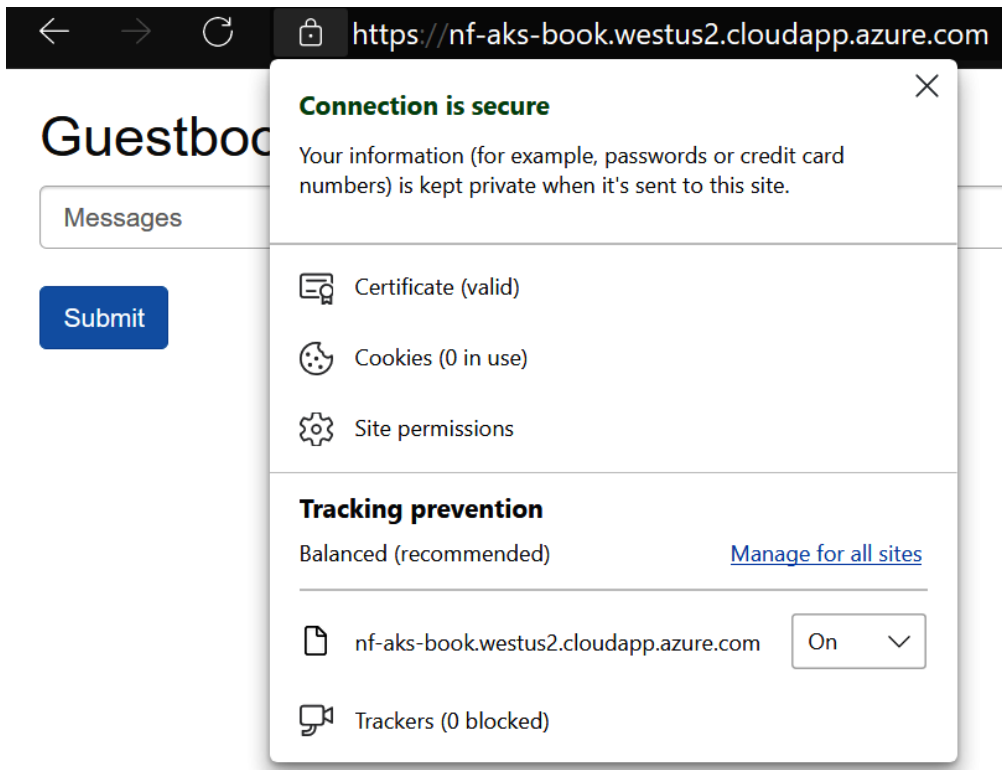 https://nf-aks-book.westus2.cloudapp.azure.com
Guestboo
Messages
Submit
Connection is secure
Your information (for example, passwords or credit card
numbers) is kept private when it's sent to this site.
Certificate (valid)
Cookies (0 in use)
Site permissions
Tracking prevention
Balanced (recommended) Manage for all sites
nf-aks-book.westus2.cloudapp.azure.com On
Trackers (0 blocked)